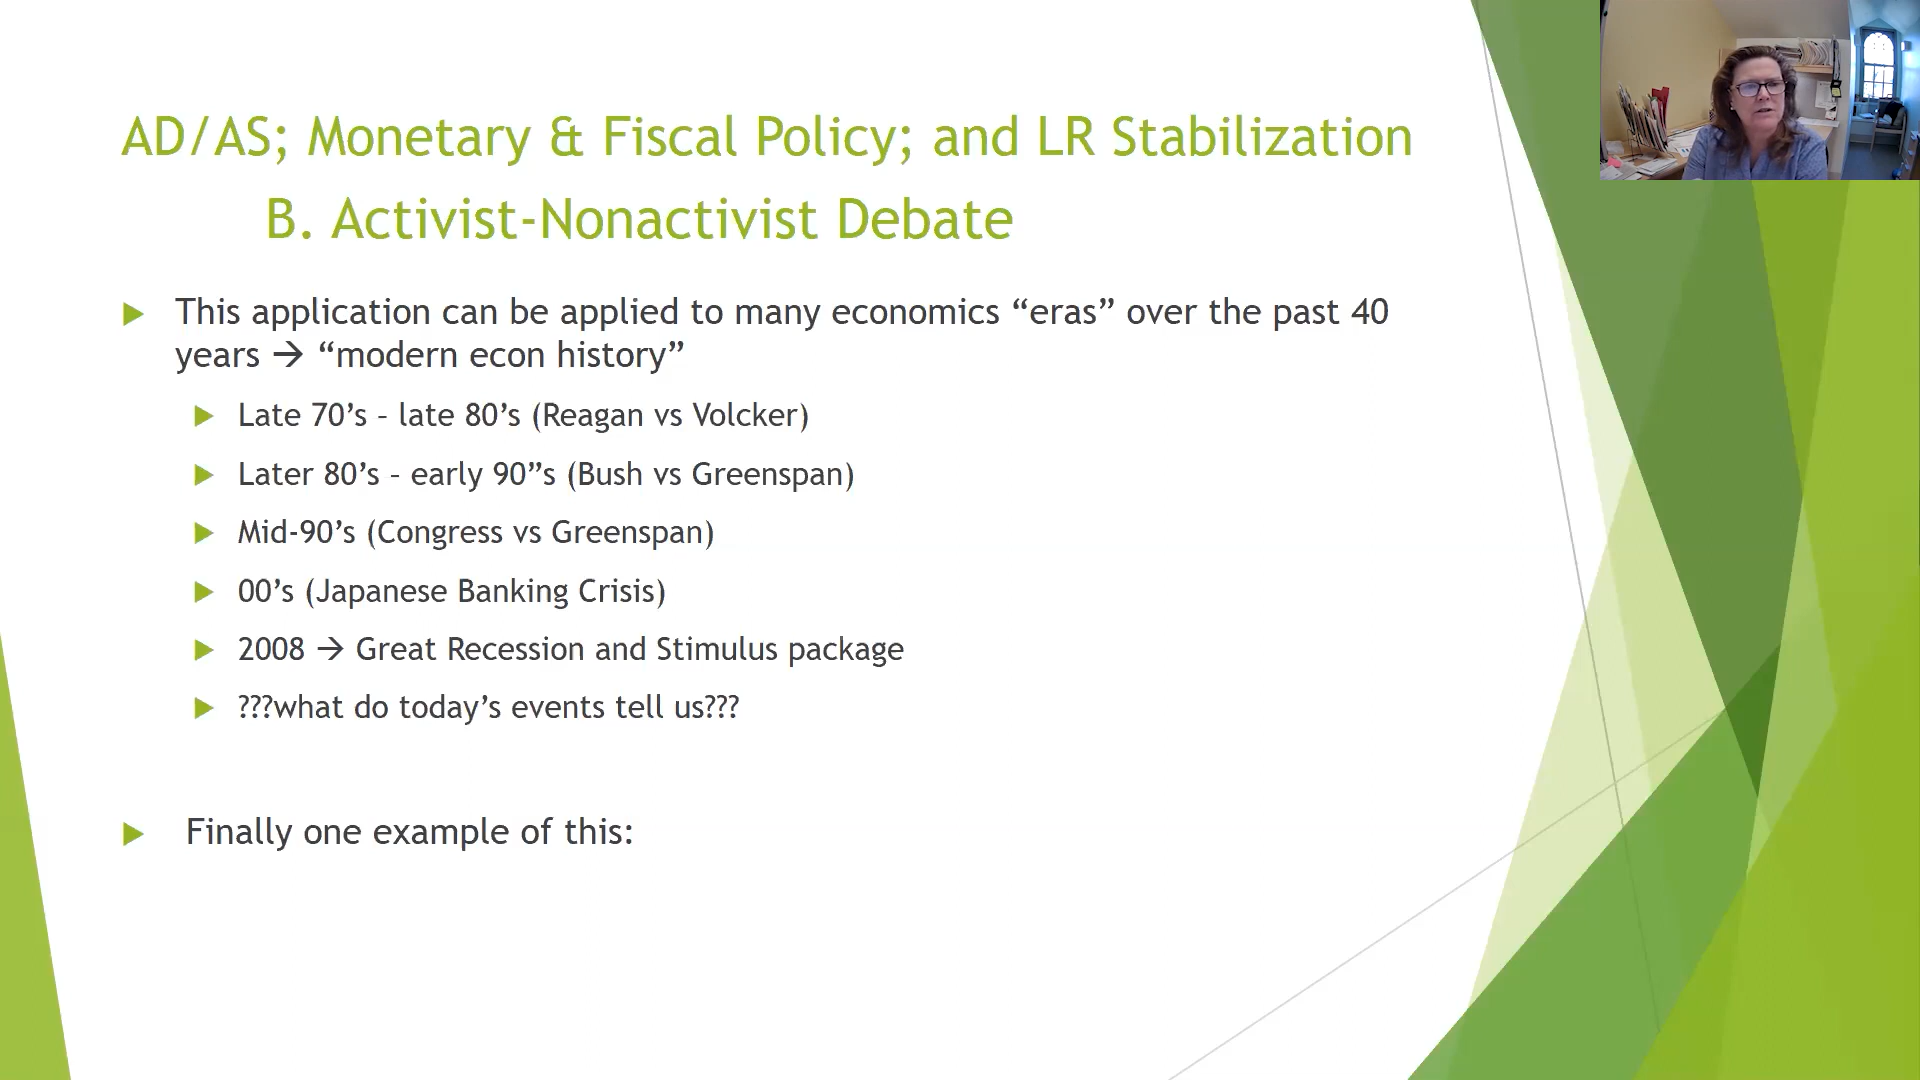 AD/AS; Monetary & Fiscal Policy; and LR Stabilization
B. Activist-Nonactivist Debate
This application can be applied to many economics “eras” over the past 40
years → “modern econ history”
Late 70’s – late 80’s (Reagan vs Volcker)
Later 80’s – early 90”s (Bush vs Greenspan)
Mid-90’s (Congress vs Greenspan)
00’s (Japanese Banking Crisis)
2008 → Great Recession and Stimulus package
???what do today’s events tell us???
Finally one example of this: